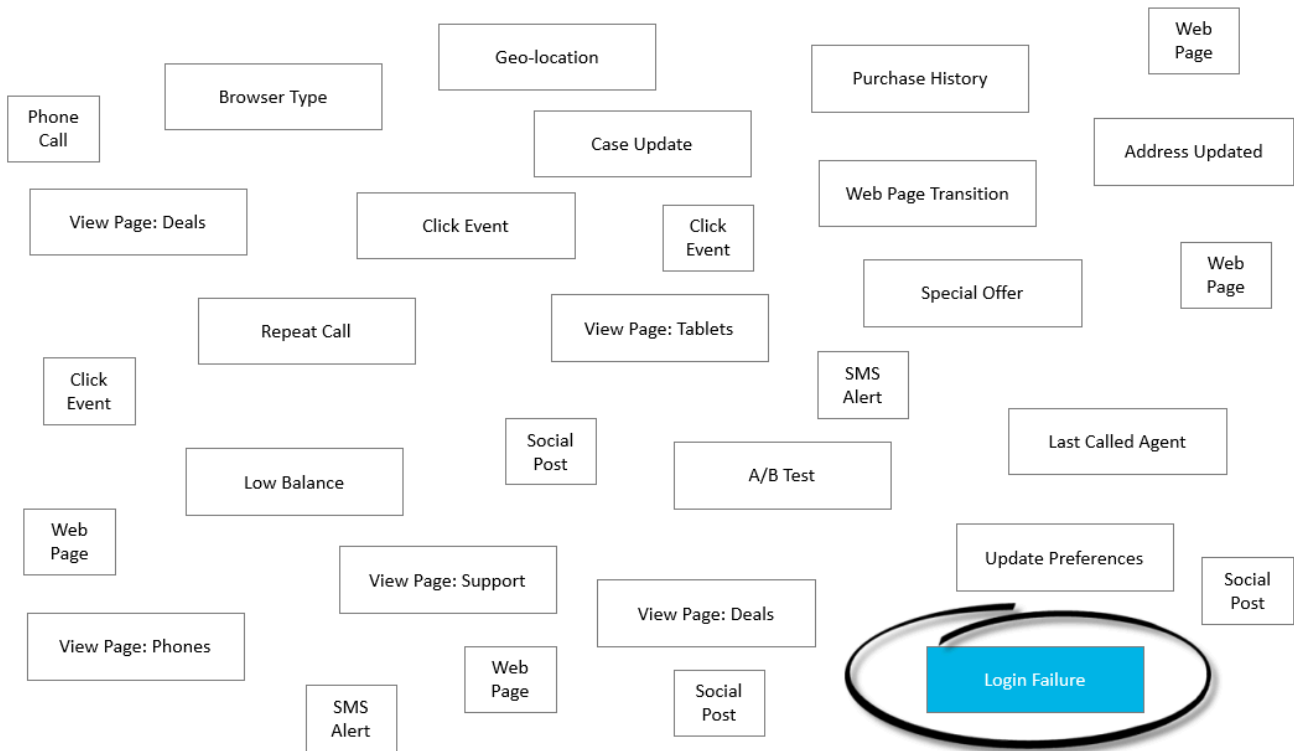 Web
Page
Geo-location
Purchase History
Browser Type
Phone
Call
Case Update
Address Updated
View Page: Deals
Click Event
Click
Event
Web Page Transition
Web
Page
Special Offer
Repeat Call
View Page: Tablets
Click
Event
SMS
Alert
Social
Post
Last Called Agent
Low Balance
A/B Test
Web
Page
View Page: Support
Update Preferences
Social
Post
View Page: Phones
View Page: Deals
Web
Page
Social
Post
Login Failure
SMS
Alert